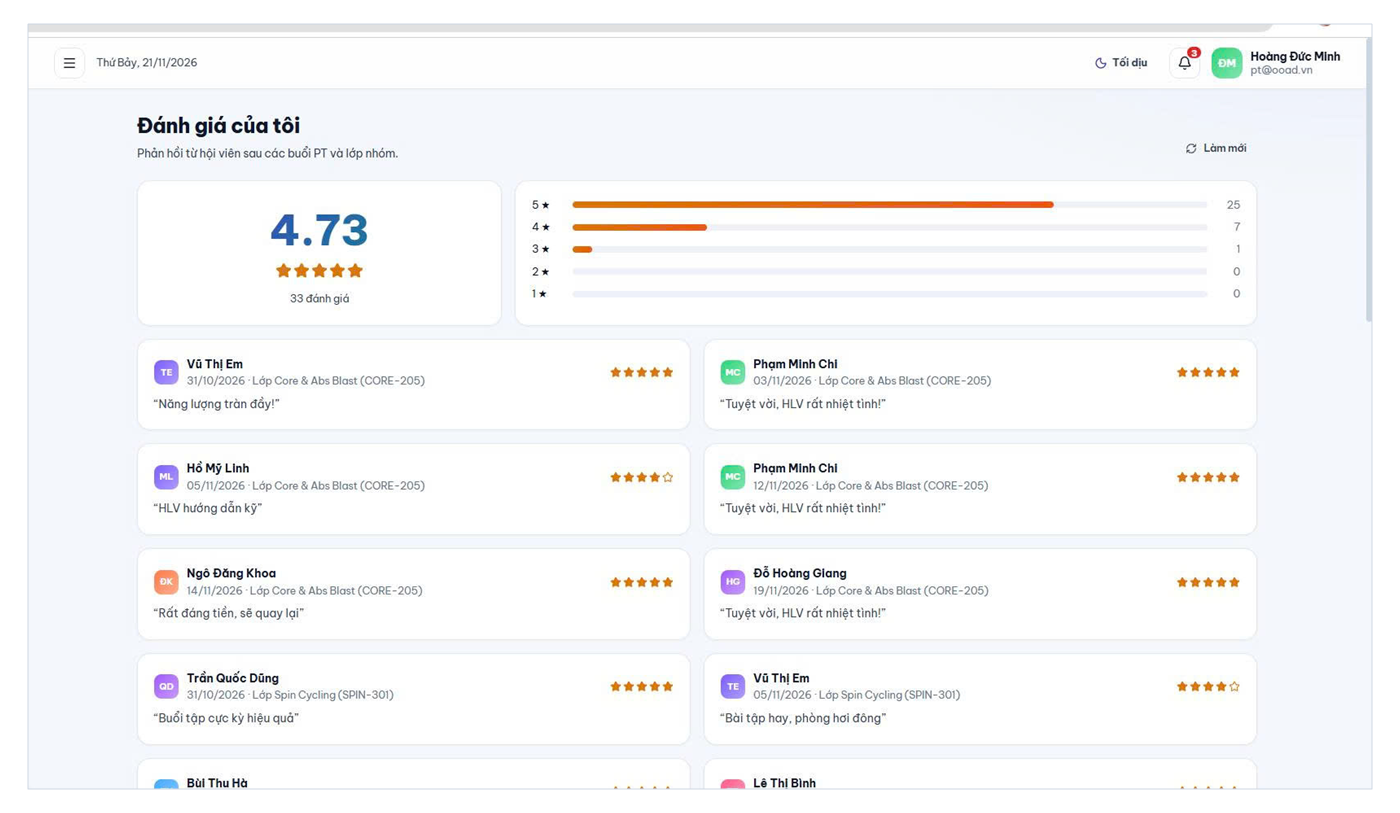 Thứ Bảy, 21/11/2026
Tối dịu
3
ĐM
Hoàng Đức Minh
pt@ooad.vn
Đánh giá của tôi
Phản hồi từ hội viên sau các buổi PT và lớp nhóm.
Làm mới
4.73
33 đánh giá
5 ★ 25
4 ★ 7
3 ★ 1
2 ★ 0
1 ★ 0
TE
Vũ Thị Em
31/10/2026 · Lớp Core & Abs Blast (CORE-205)
“Năng lượng tràn đầy!”
MC
Phạm Minh Chi
03/11/2026 · Lớp Core & Abs Blast (CORE-205)
“Tuyệt vời, HLV rất nhiệt tình!”
ML
Hồ Mỹ Linh
05/11/2026 · Lớp Core & Abs Blast (CORE-205)
“HLV hướng dẫn kỹ”
MC
Phạm Minh Chi
12/11/2026 · Lớp Core & Abs Blast (CORE-205)
“Tuyệt vời, HLV rất nhiệt tình!”
ĐK
Ngô Đăng Khoa
14/11/2026 · Lớp Core & Abs Blast (CORE-205)
“Rất đáng tiền, sẽ quay lại”
HG
Đỗ Hoàng Giang
19/11/2026 · Lớp Core & Abs Blast (CORE-205)
“Tuyệt vời, HLV rất nhiệt tình!”
QD
Trần Quốc Dũng
31/10/2026 · Lớp Spin Cycling (SPIN-301)
“Buổi tập cực kỳ hiệu quả”
TE
Vũ Thị Em
05/11/2026 · Lớp Spin Cycling (SPIN-301)
“Bài tập hay, phòng hơi đông”
Bùi Thu Hà
Lê Thị Bình